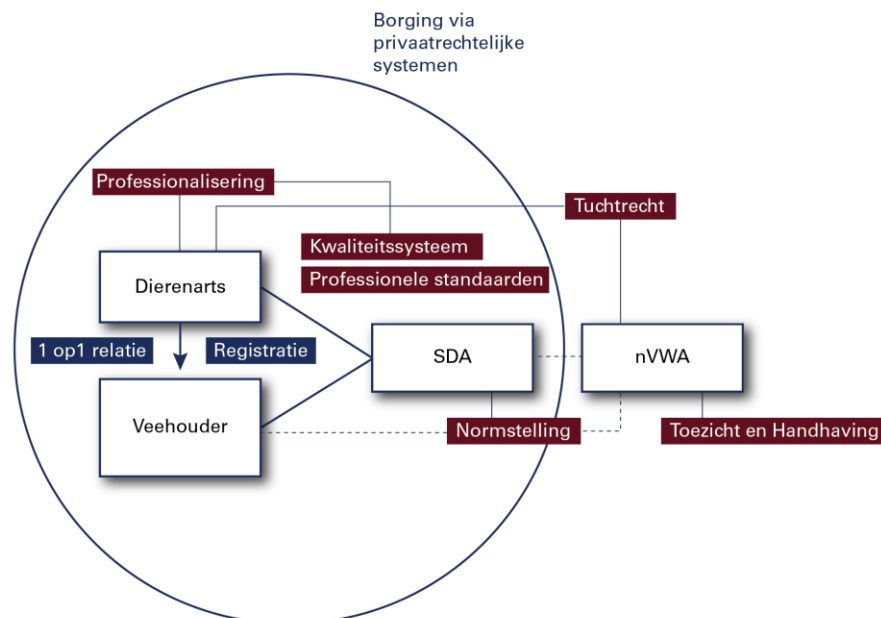 Borging via
privaatrechtelijke
systemen
Professionalisering
Tuchtrecht
Kwaliteitssysteem
Professionele standaarden
Dierenarts
1 op1 relatie
Registratie
SDA
nVWA
Veehouder
Normstelling
Toezicht en Handhaving